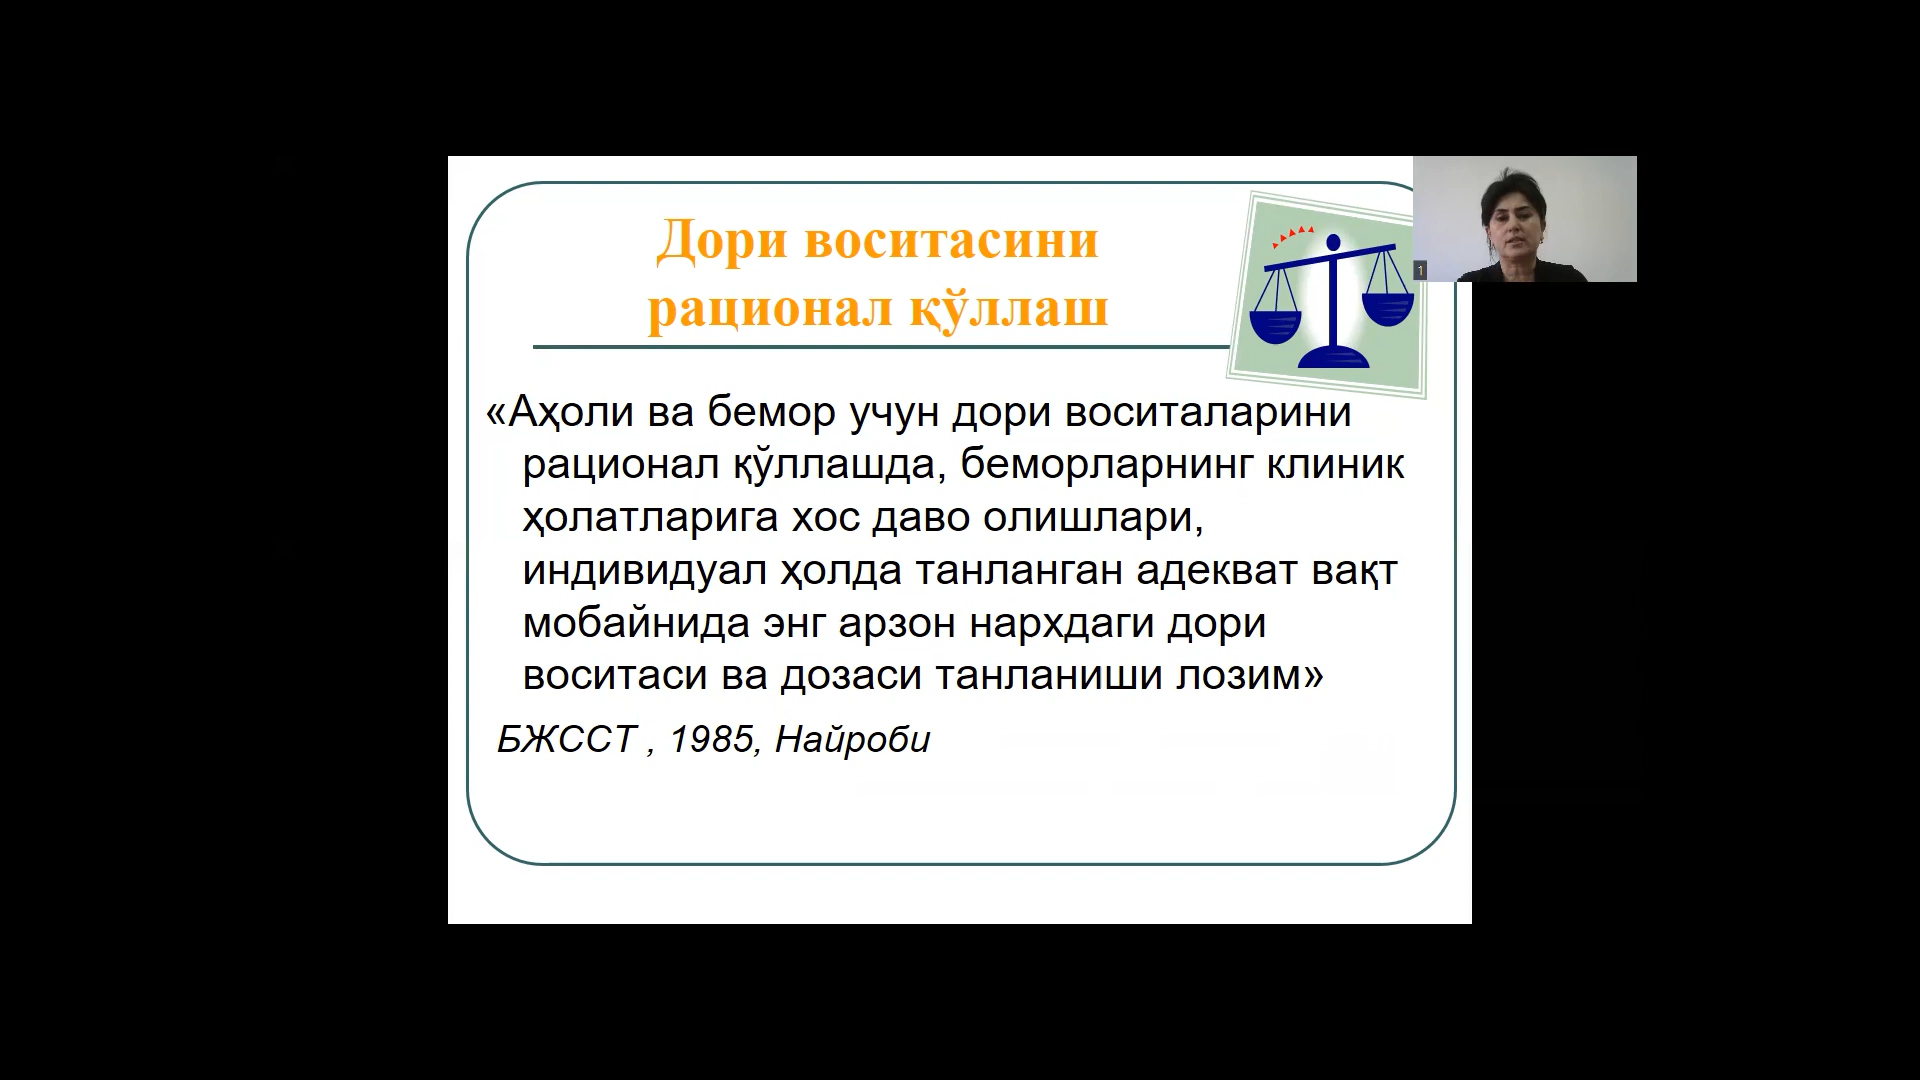 Дори воситасини
рационал қўллаш
«Аҳоли ва бемор учун дори воситаларини
рационал қўллашда, беморларнинг клиник
ҳолатларига хос даво олишлари,
индивидуал ҳолда танланган адекват вақт
мобайнида энг арзон нархдаги дори
воситаси ва дозаси танланиши лозим»
БЖССТ , 1985, Найроби
1